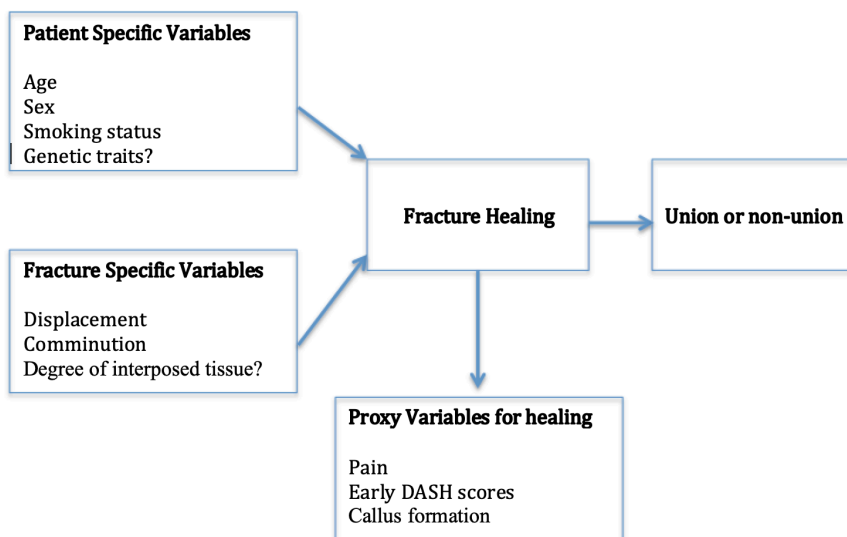 Patient Specific Variables
Age
Sex
Smoking status
Genetic traits?
Fracture Healing
Union or non-union
Fracture Specific Variables
Displacement
Comminution
Degree of interposed tissue?
Proxy Variables for healing
Pain
Early DASH scores
Callus formation